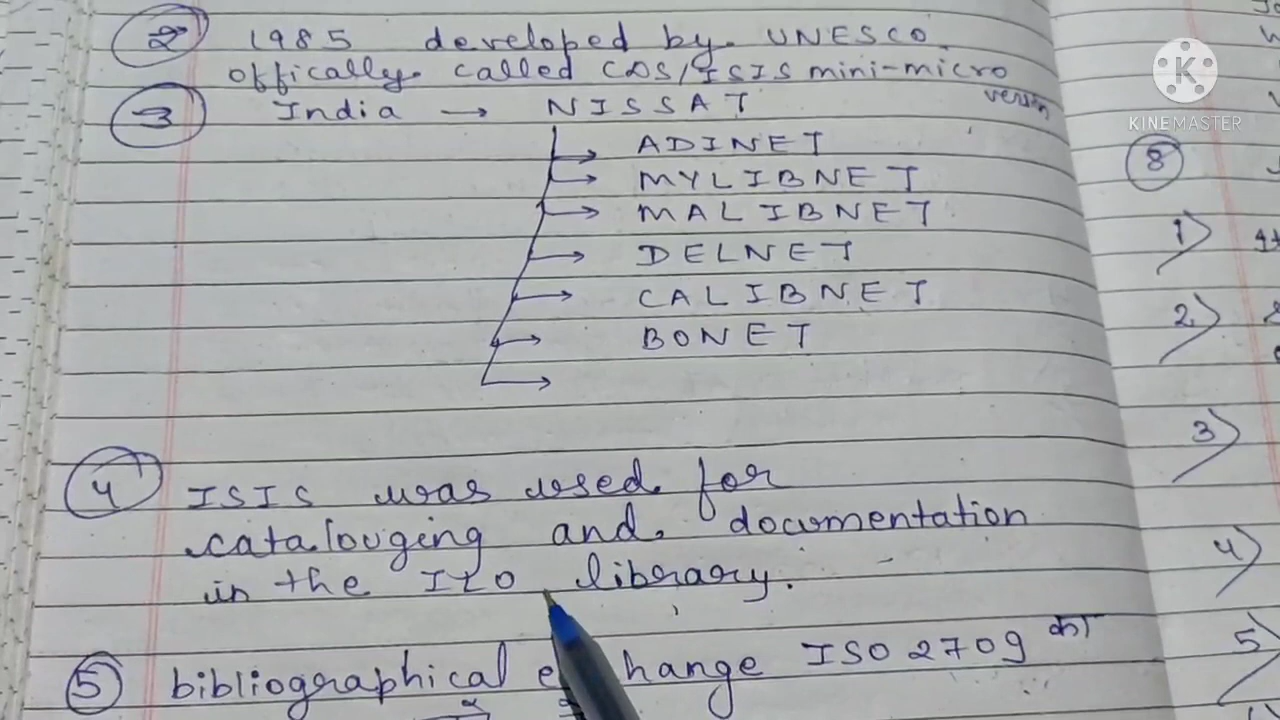 2 1985 developed by UNESCO
offically called CDS/ISIS mini-micro
version
3 India → NISSAT
→ ADINET
→ MYLIBNET
→ MALIBNET
→ DELNET
→ CALIBNET
→ BONET
4 ISIS was used for
catalouging and documentation
in the ILO library.
5 bibliographical e hange ISO 2709 का
K
KINEMASTER
8
1)
2)
3)
4)
5)